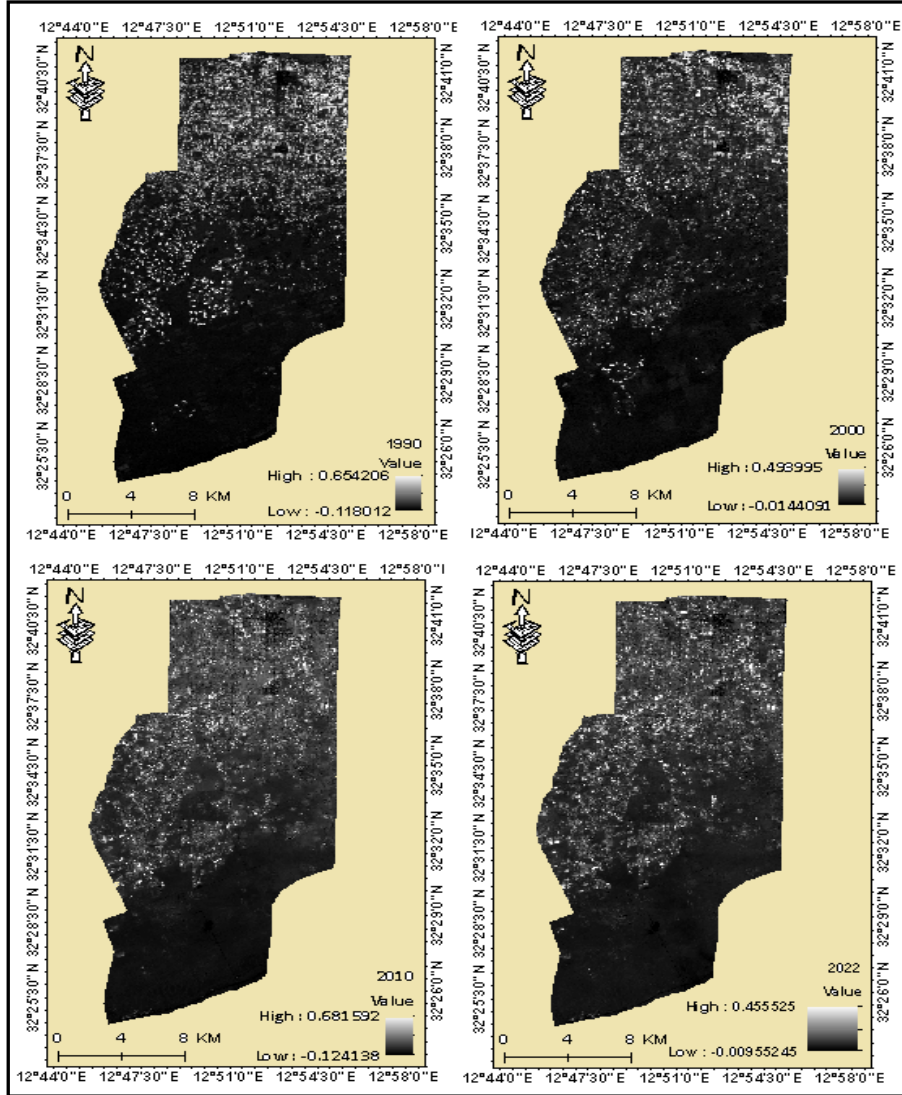 12°44'0"E 12°47'30"E 12°51'0"E 12°54'30"E 12°58'0"E
32°40'30"N
32°37'30"N
32°34'30"N
32°31'30"N
32°28'30"N
32°25'30"N
N
32°41'0"N
32°38'0"N
32°35'0"N
32°32'0"N
32°29'0"N
32°26'0"N
1990
Value
High : 0.654206
Low : -0.118012
0 4 8 KM
12°44'0"E 12°47'30"E 12°51'0"E 12°54'30"E 12°58'0"E
12°44'0"E 12°47'30"E 12°51'0"E 12°54'30"E 12°58'0"E
32°40'30"N
32°37'30"N
32°34'30"N
32°31'30"N
32°28'30"N
32°25'30"N
N
32°41'0"N
32°38'0"N
32°35'0"N
32°32'0"N
32°29'0"N
32°26'0"N
2000
Value
High : 0.493995
Low : -0.0144091
0 4 8 KM
12°44'0"E 12°47'30"E 12°51'0"E 12°54'30"E 12°58'0"E
12°44'0"E 12°47'30"E 12°51'0"E 12°54'30"E 12°58'0"
32°40'30"N
32°37'30"N
32°34'30"N
32°31'30"N
32°28'30"N
32°25'30"N
N
32°41'0"N
32°38'0"N
32°35'0"N
32°32'0"N
32°29'0"N
32°26'0"N
2010
Value
High : 0.681592
Low : -0.124138
0 4 8 KM
12°44'0"E 12°47'30"E 12°51'0"E 12°54'30"E 12°58'0"E
12°44'0"E 12°47'30"E 12°51'0"E 12°54'30"E 12°58'0"E
32°40'30"N
32°37'30"N
32°34'30"N
32°31'30"N
32°28'30"N
32°25'30"N
N
32°41'0"N
32°38'0"N
32°35'0"N
32°32'0"N
32°29'0"N
32°26'0"N
2022
Value
High : 0.455525
Low : -0.00955245
0 4 8 KM
12°44'0"E 12°47'30"E 12°51'0"E 12°54'30"E 12°58'0"E